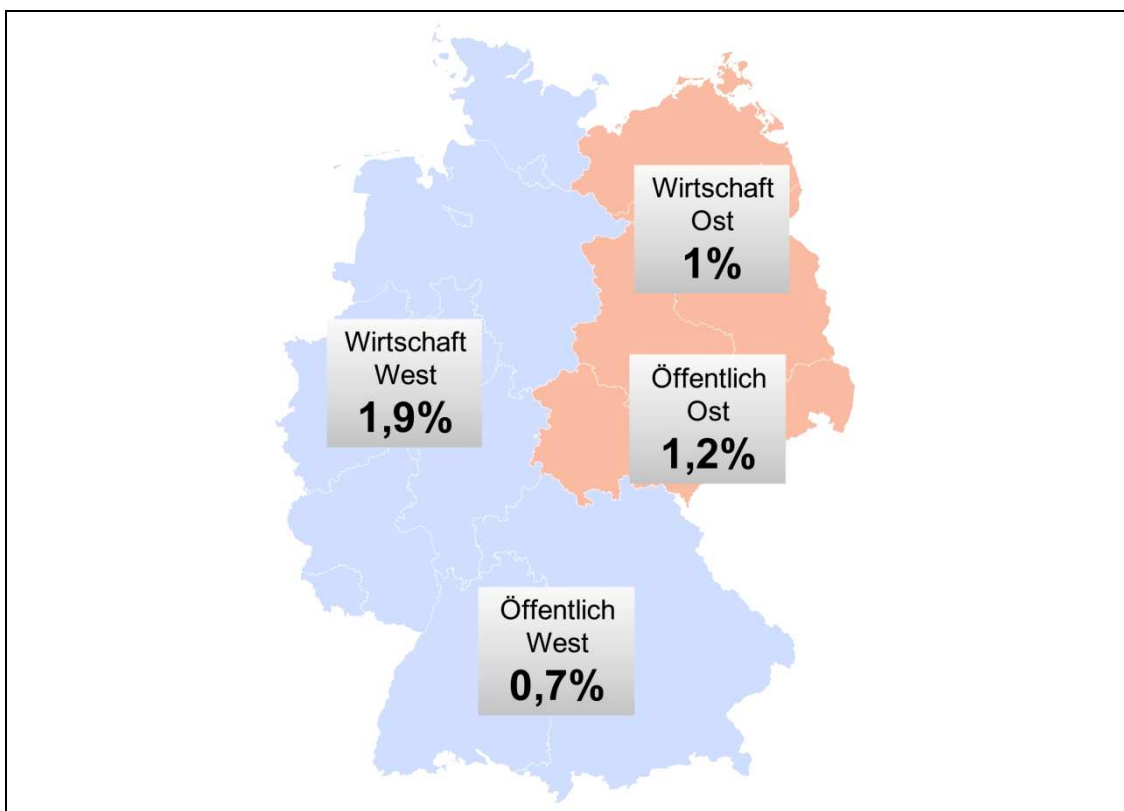 Wirtschaft
Ost
1%
Wirtschaft
West
1,9%
Öffentlich
Ost
1,2%
Öffentlich
West
0,7%